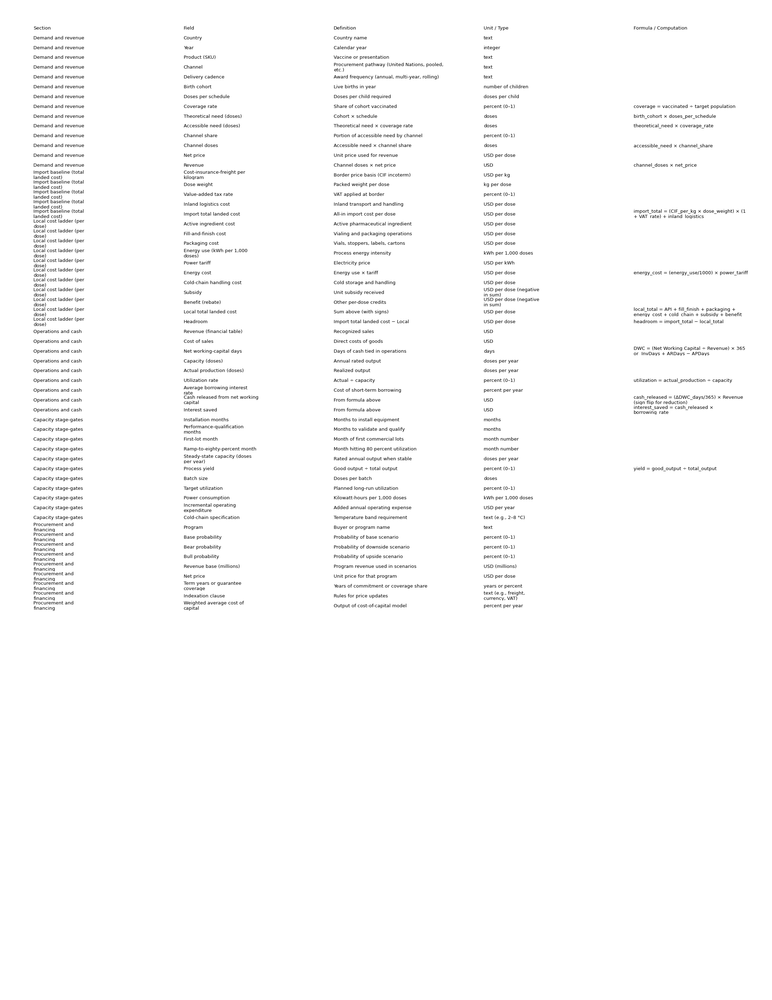 Section Field Definition Unit / Type Formula / Computation
Demand and revenue Country Country name text
Demand and revenue Year Calendar year integer
Demand and revenue Product (SKU) Vaccine or presentation text
Demand and revenue Channel Procurement pathway (United Nations, pooled, etc.) text
Demand and revenue Delivery cadence Award frequency (annual, multi-year, rolling) text
Demand and revenue Birth cohort Live births in year number of children
Demand and revenue Doses per schedule Doses per child required doses per child
Demand and revenue Coverage rate Share of cohort vaccinated percent (0–1) coverage = vaccinated ÷ target population
Demand and revenue Theoretical need (doses) Cohort × schedule doses birth_cohort × doses_per_schedule
Demand and revenue Accessible need (doses) Theoretical need × coverage rate doses theoretical_need × coverage_rate
Demand and revenue Channel share Portion of accessible need by channel percent (0–1)
Demand and revenue Channel doses Accessible need × channel share doses accessible_need × channel_share
Demand and revenue Net price Unit price used for revenue USD per dose
Demand and revenue Revenue Channel doses × net price USD channel_doses × net_price
Import baseline (total landed cost) Cost-insurance-freight per kilogram Border price basis (CIF incoterm) USD per kg
Import baseline (total landed cost) Dose weight Packed weight per dose kg per dose
Import baseline (total landed cost) Value-added tax rate VAT applied at border percent (0–1)
Import baseline (total landed cost) Inland logistics cost Inland transport and handling USD per dose
Import baseline (total landed cost) Import total landed cost All-in import cost per dose USD per dose import_total = (CIF_per_kg × dose_weight) × (1 + VAT_rate) + inland_logistics
Local cost ladder (per dose) Active ingredient cost Active pharmaceutical ingredient USD per dose
Local cost ladder (per dose) Fill-and-finish cost Vialing and packaging operations USD per dose
Local cost ladder (per dose) Packaging cost Vials, stoppers, labels, cartons USD per dose
Local cost ladder (per dose) Energy use (kWh per 1,000 doses) Process energy intensity kWh per 1,000 doses
Local cost ladder (per dose) Power tariff Electricity price USD per kWh
Local cost ladder (per dose) Energy cost Energy use × tariff USD per dose energy_cost = (energy_use/1000) × power_tariff
Local cost ladder (per dose) Cold-chain handling cost Cold storage and handling USD per dose
Local cost ladder (per dose) Subsidy Unit subsidy received USD per dose (negative in sum)
Local cost ladder (per dose) Benefit (rebate) Other per-dose credits USD per dose (negative in sum)
Local cost ladder (per dose) Local total landed cost Sum above (with signs) USD per dose local_total = API + fill_finish + packaging + energy_cost + cold_chain + subsidy + benefit
Local cost ladder (per dose) Headroom Import total landed cost − Local USD per dose headroom = import_total − local_total
Operations and cash Revenue (financial table) Recognized sales USD
Operations and cash Cost of sales Direct costs of goods USD
Operations and cash Net working-capital days Days of cash tied in operations days DWC = (Net Working Capital ÷ Revenue) × 365 or InvDays + ARDays − APDays
Operations and cash Capacity (doses) Annual rated output doses per year
Operations and cash Actual production (doses) Realized output doses per year
Operations and cash Utilization rate Actual ÷ capacity percent (0–1) utilization = actual_production ÷ capacity
Operations and cash Average borrowing interest rate Cost of short-term borrowing percent per year
Operations and cash Cash released from net working capital From formula above USD cash_released = (ΔDWC_days/365) × Revenue (sign flip for reduction)
Operations and cash Interest saved From formula above USD interest_saved = cash_released × borrowing_rate
Capacity stage-gates Installation months Months to install equipment months
Capacity stage-gates Performance-qualification months Months to validate and qualify months
Capacity stage-gates First-lot month Month of first commercial lots month number
Capacity stage-gates Ramp-to-eighty-percent month Month hitting 80 percent utilization month number
Capacity stage-gates Steady-state capacity (doses per year) Rated annual output when stable doses per year
Capacity stage-gates Process yield Good output ÷ total output percent (0–1) yield = good_output ÷ total_output
Capacity stage-gates Batch size Doses per batch doses
Capacity stage-gates Target utilization Planned long-run utilization percent (0–1)
Capacity stage-gates Power consumption Kilowatt-hours per 1,000 doses kWh per 1,000 doses
Capacity stage-gates Incremental operating expenditure Added annual operating expense USD per year
Capacity stage-gates Cold-chain specification Temperature band requirement text (e.g., 2–8 °C)
Procurement and financing Program Buyer or program name text
Procurement and financing Base probability Probability of base scenario percent (0–1)
Procurement and financing Bear probability Probability of downside scenario percent (0–1)
Procurement and financing Bull probability Probability of upside scenario percent (0–1)
Procurement and financing Revenue base (millions) Program revenue used in scenarios USD (millions)
Procurement and financing Net price Unit price for that program USD per dose
Procurement and financing Term years or guarantee coverage Years of commitment or coverage share years or percent
Procurement and financing Indexation clause Rules for price updates text (e.g., freight, currency, VAT)
Procurement and financing Weighted average cost of capital Output of cost-of-capital model percent per year